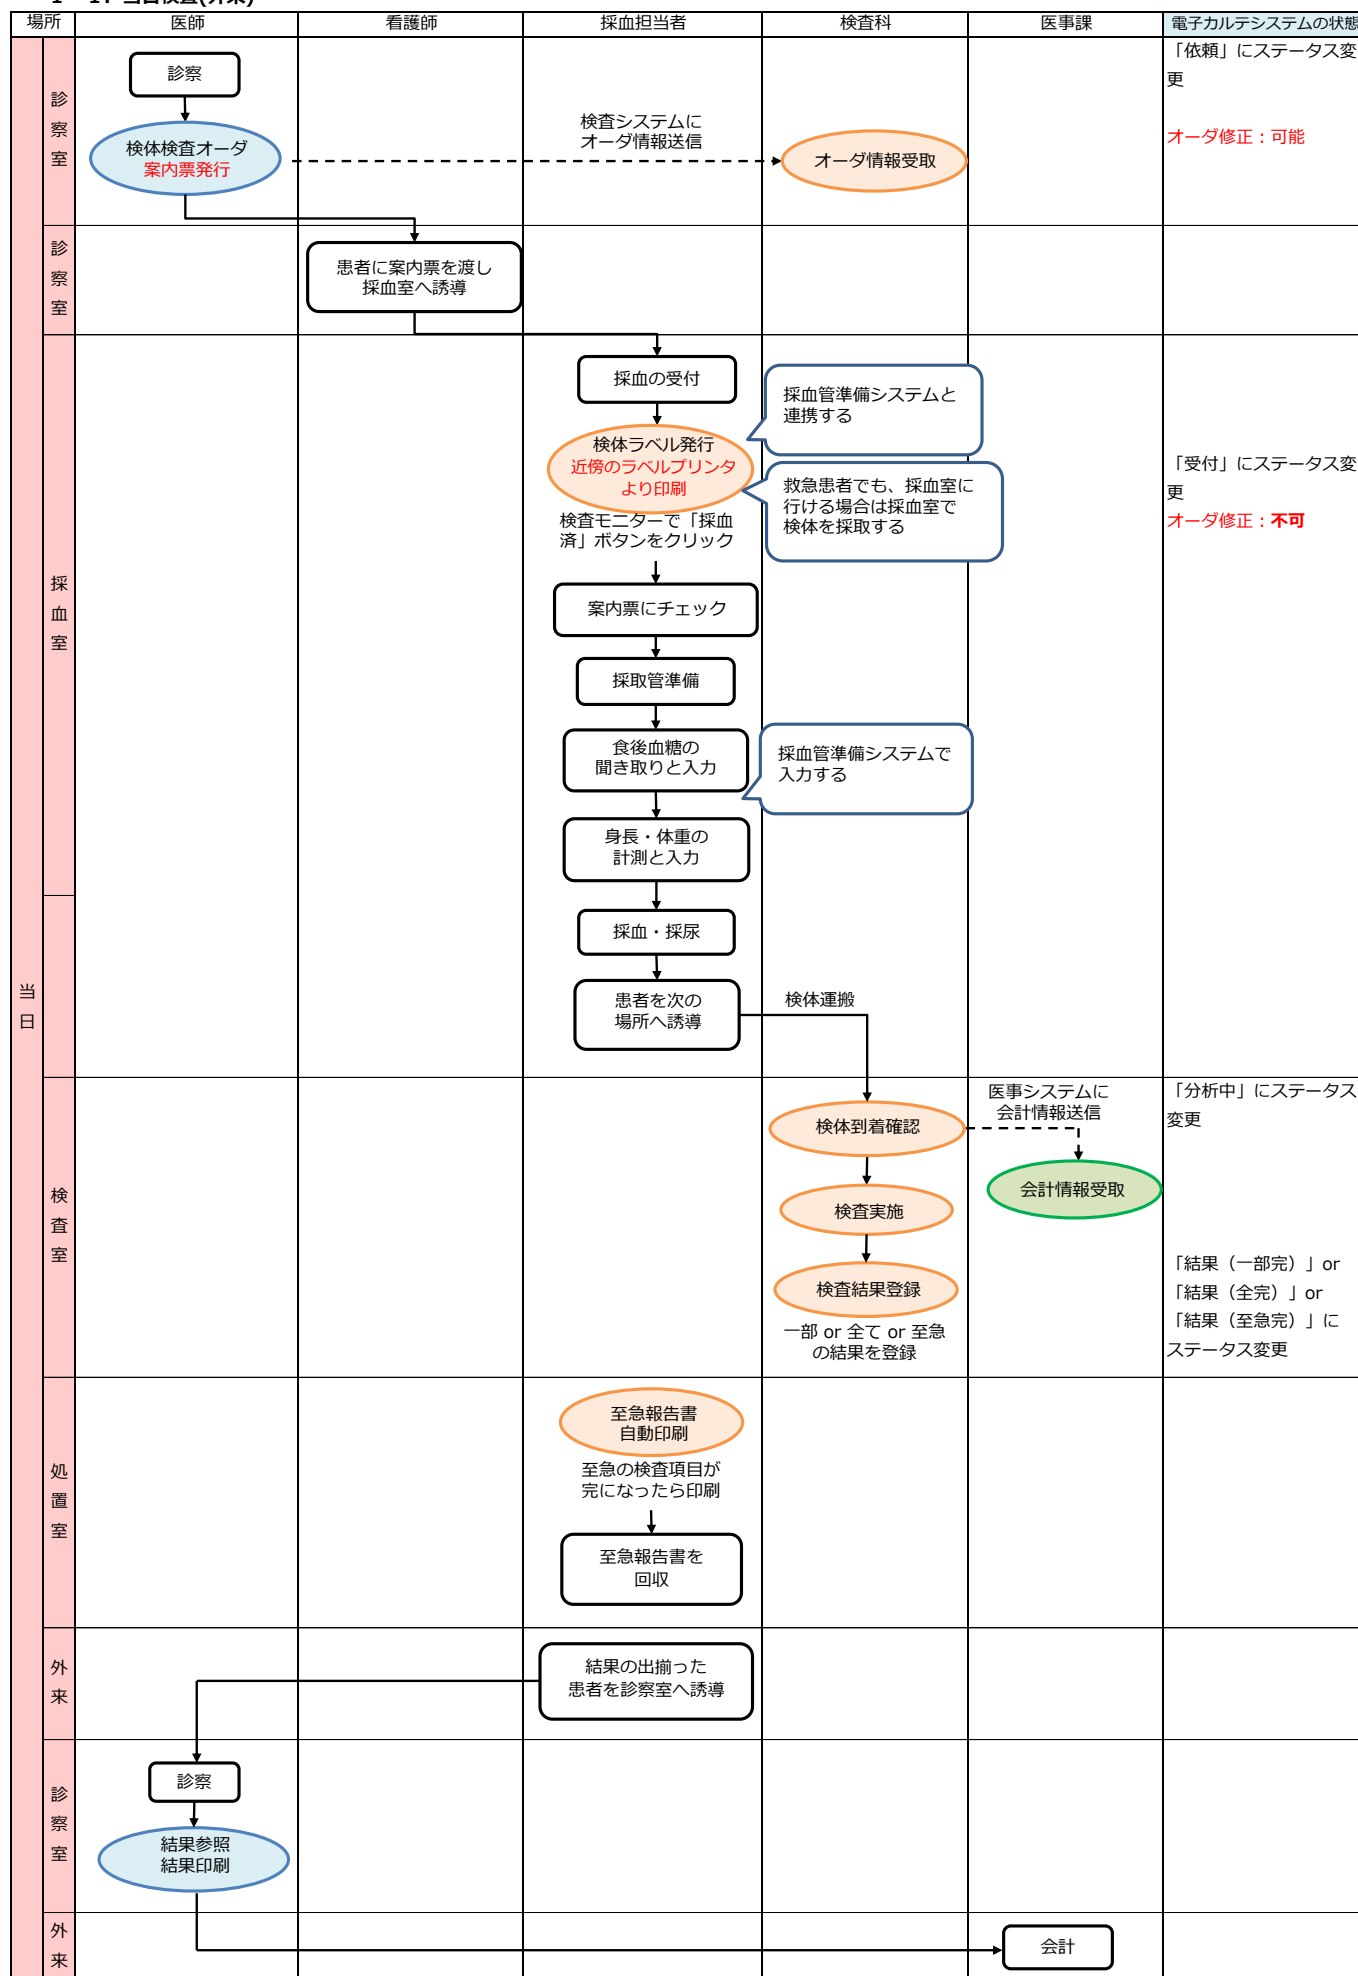 1－1. 当日検査(外来)
場所
医師
看護師
採血担当者
検査科
医事課
電子カルテシステムの状態
当日
診察室
診察
検体検査オーダ
案内票発行
検査システムに
オーダ情報送信
オーダ情報受取
「依頼」にステータス変
更
オーダ修正：可能
診察室
患者に案内票を渡し
採血室へ誘導
採血室
採血の受付
採血管準備システムと
連携する
検体ラベル発行
近傍のラベルプリンタ
より印刷
救急患者でも、採血室に
行ける場合は採血室で
検体を採取する
検査モニターで「採血
済」ボタンをクリック
「受付」にステータス変
更
オーダ修正：不可
案内票にチェック
採取管準備
食後血糖の
聞き取りと入力
採血管準備システムで
入力する
身長・体重の
計測と入力
採血・採尿
患者を次の
場所へ誘導
検体運搬
検査室
検体到着確認
医事システムに
会計情報送信
「分析中」にステータス
変更
会計情報受取
検査実施
検査結果登録
一部 or 全て or 至急
の結果を登録
「結果（一部完）」or
「結果（全完）」or
「結果（至急完）」に
ステータス変更
処置室
至急報告書
自動印刷
至急の検査項目が
完になったら印刷
至急報告書を
回収
外来
結果の出揃った
患者を診察室へ誘導
診察室
診察
結果参照
結果印刷
外来
会計